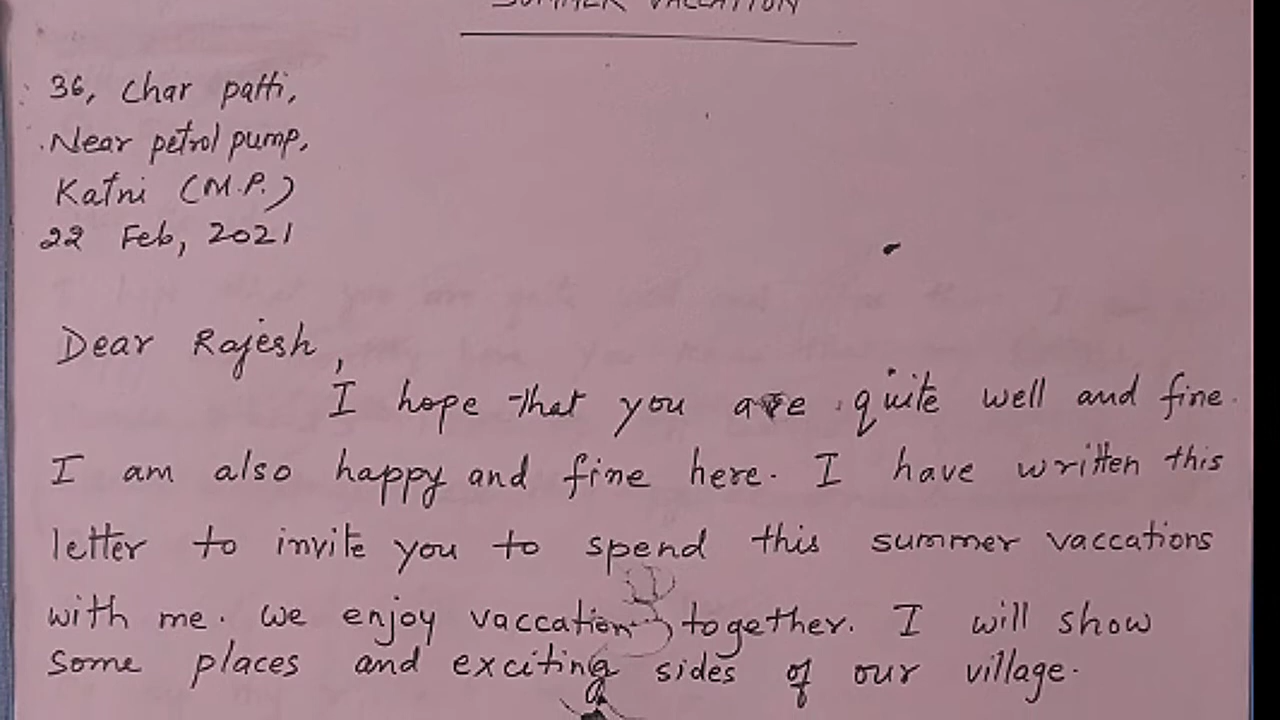 SUMMER VACCATION
36, Char patti,
Near petrol pump,
Katni (M.P.)
22 Feb, 2021
Dear Rajesh,
I hope that you are quite well and fine.
I am also happy and fine here. I have written this
letter to invite you to spend this summer vaccations
with me. we enjoy vaccation together. I will show
some places and exciting sides of our village.